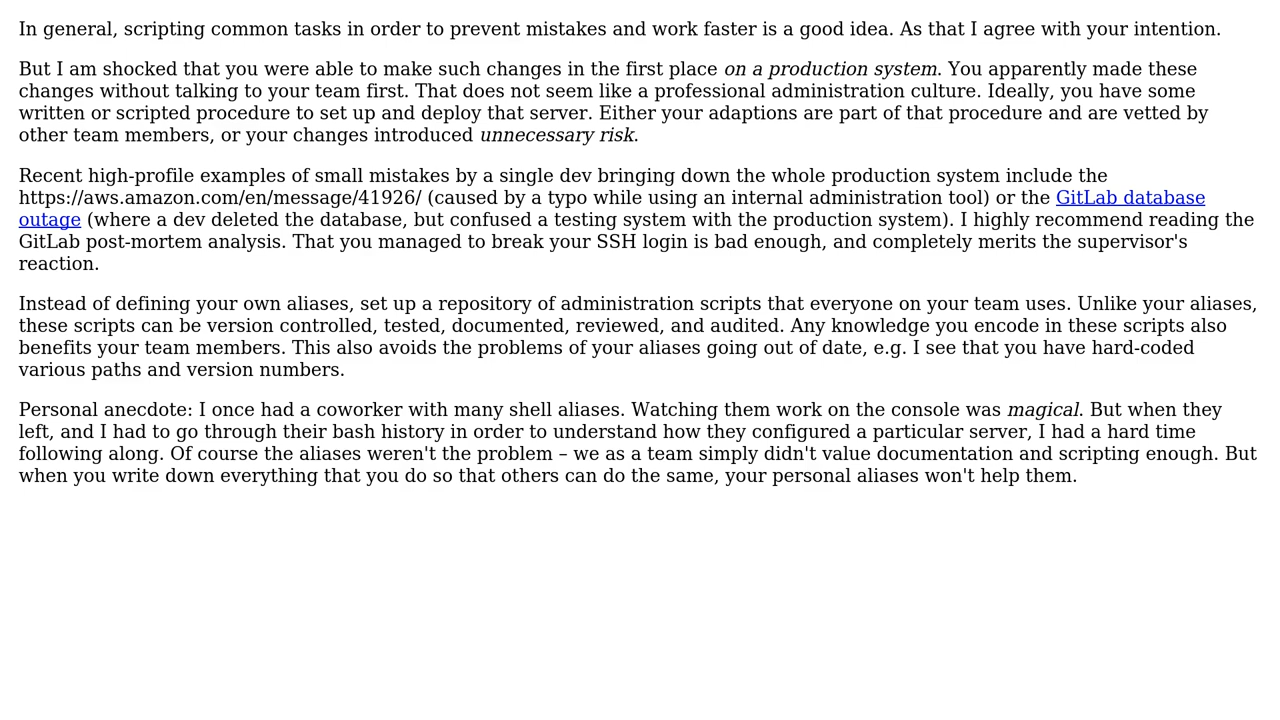 In general, scripting common tasks in order to prevent mistakes and work faster is a good idea. As that I agree with your intention.
But I am shocked that you were able to make such changes in the first place on a production system. You apparently made these
changes without talking to your team first. That does not seem like a professional administration culture. Ideally, you have some
written or scripted procedure to set up and deploy that server. Either your adaptions are part of that procedure and are vetted by
other team members, or your changes introduced unnecessary risk.
Recent high-profile examples of small mistakes by a single dev bringing down the whole production system include the
https://aws.amazon.com/en/message/41926/ (caused by a typo while using an internal administration tool) or the GitLab database
outage (where a dev deleted the database, but confused a testing system with the production system). I highly recommend reading the
GitLab post-mortem analysis. That you managed to break your SSH login is bad enough, and completely merits the supervisor's
reaction.
Instead of defining your own aliases, set up a repository of administration scripts that everyone on your team uses. Unlike your aliases,
these scripts can be version controlled, tested, documented, reviewed, and audited. Any knowledge you encode in these scripts also
benefits your team members. This also avoids the problems of your aliases going out of date, e.g. I see that you have hard-coded
various paths and version numbers.
Personal anecdote: I once had a coworker with many shell aliases. Watching them work on the console was magical. But when they
left, and I had to go through their bash history in order to understand how they configured a particular server, I had a hard time
following along. Of course the aliases weren't the problem – we as a team simply didn't value documentation and scripting enough. But
when you write down everything that you do so that others can do the same, your personal aliases won't help them.